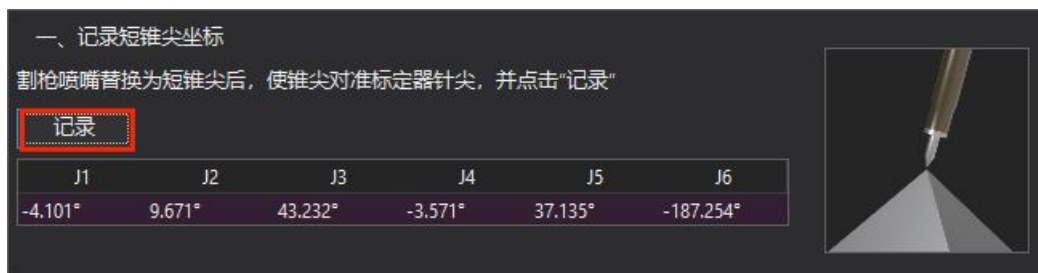 一、记录短锥尖坐标
割枪喷嘴替换为短锥尖后，使锥尖对准标定器针尖，并点击“记录”
记录
J1 J2 J3 J4 J5 J6
-4.101° 9.671° 43.232° -3.571° 37.135° -187.254°